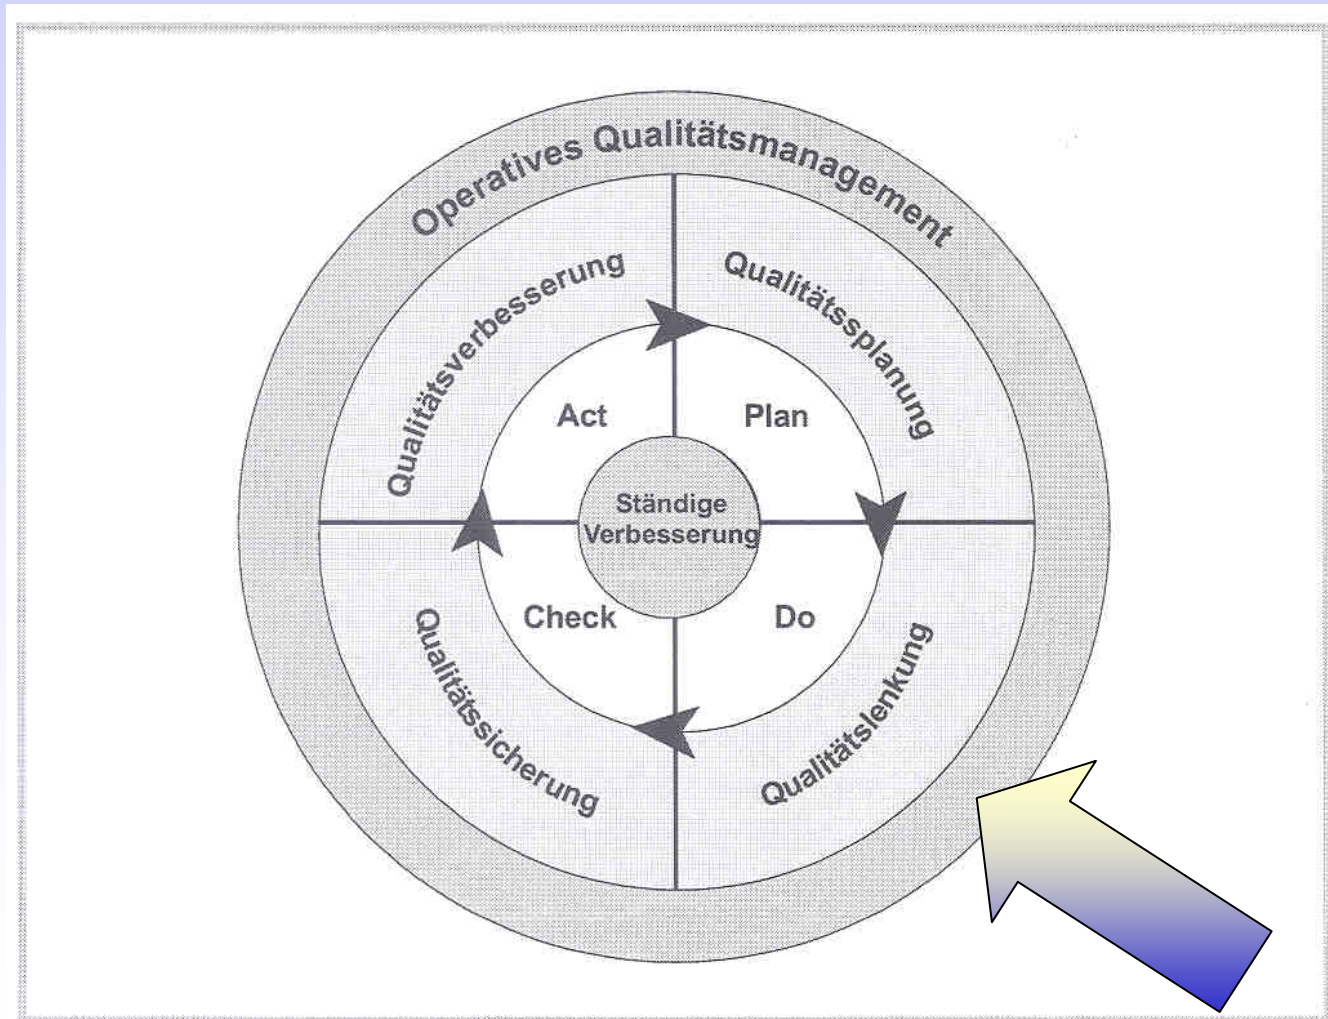 Operatives Qualitätsmanagement
Qualitätsverbesserung
Qualitätssplanung
Act
Plan
Ständige
Verbesserung
Check
Do
Qualitätssicherung
Qualitätslenkung